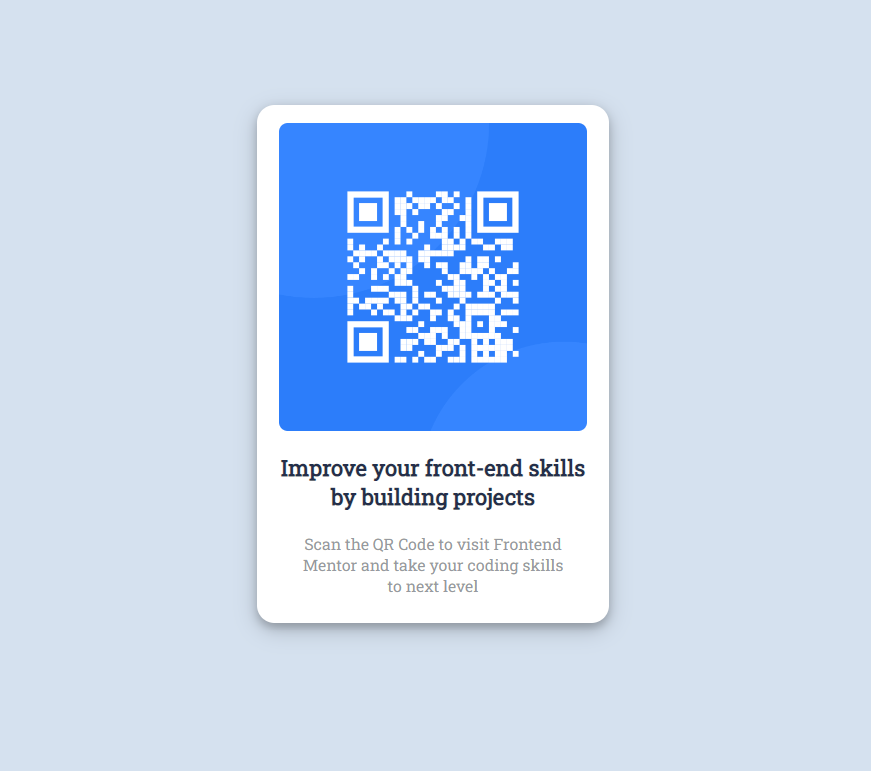 Improve your front-end skills
by building projects
Scan the QR Code to visit Frontend
Mentor and take your coding skills
to next level